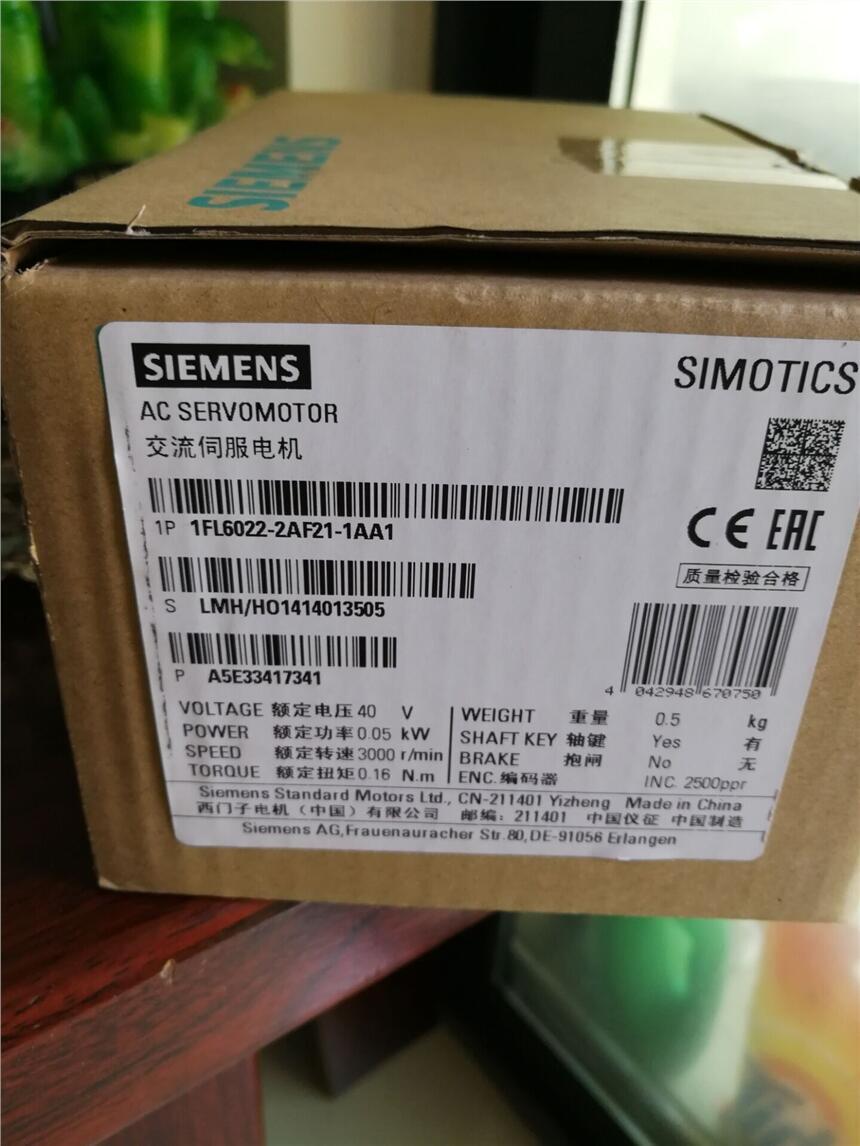 SIEMENS
SIEMENS
SIMOTICS
AC SERVOMOTOR
交流伺服电机
1P 1FL6022-2AF21-1AA1
CE EAC
质量检验合格
S LMH/HO1414013505
P A5E33417341
4 042948 670750
VOLTAGE 额定电压 40 V
POWER 额定功率 0.05 kW
SPEED 额定转速 3000 r/min
TORQUE 额定扭矩 0.16 N.m
WEIGHT 重量 0.5 kg
SHAFT KEY 轴键 Yes 有
BRAKE 抱闸 No 无
ENC. 编码器 INC. 2500ppr
Siemens Standard Motors Ltd., CN-211401 Yizheng Made in China
西门子电机（中国）有限公司 邮编：211401 中国仪征 中国制造
Siemens AG,Frauenauracher Str.80,DE-91056 Erlangen